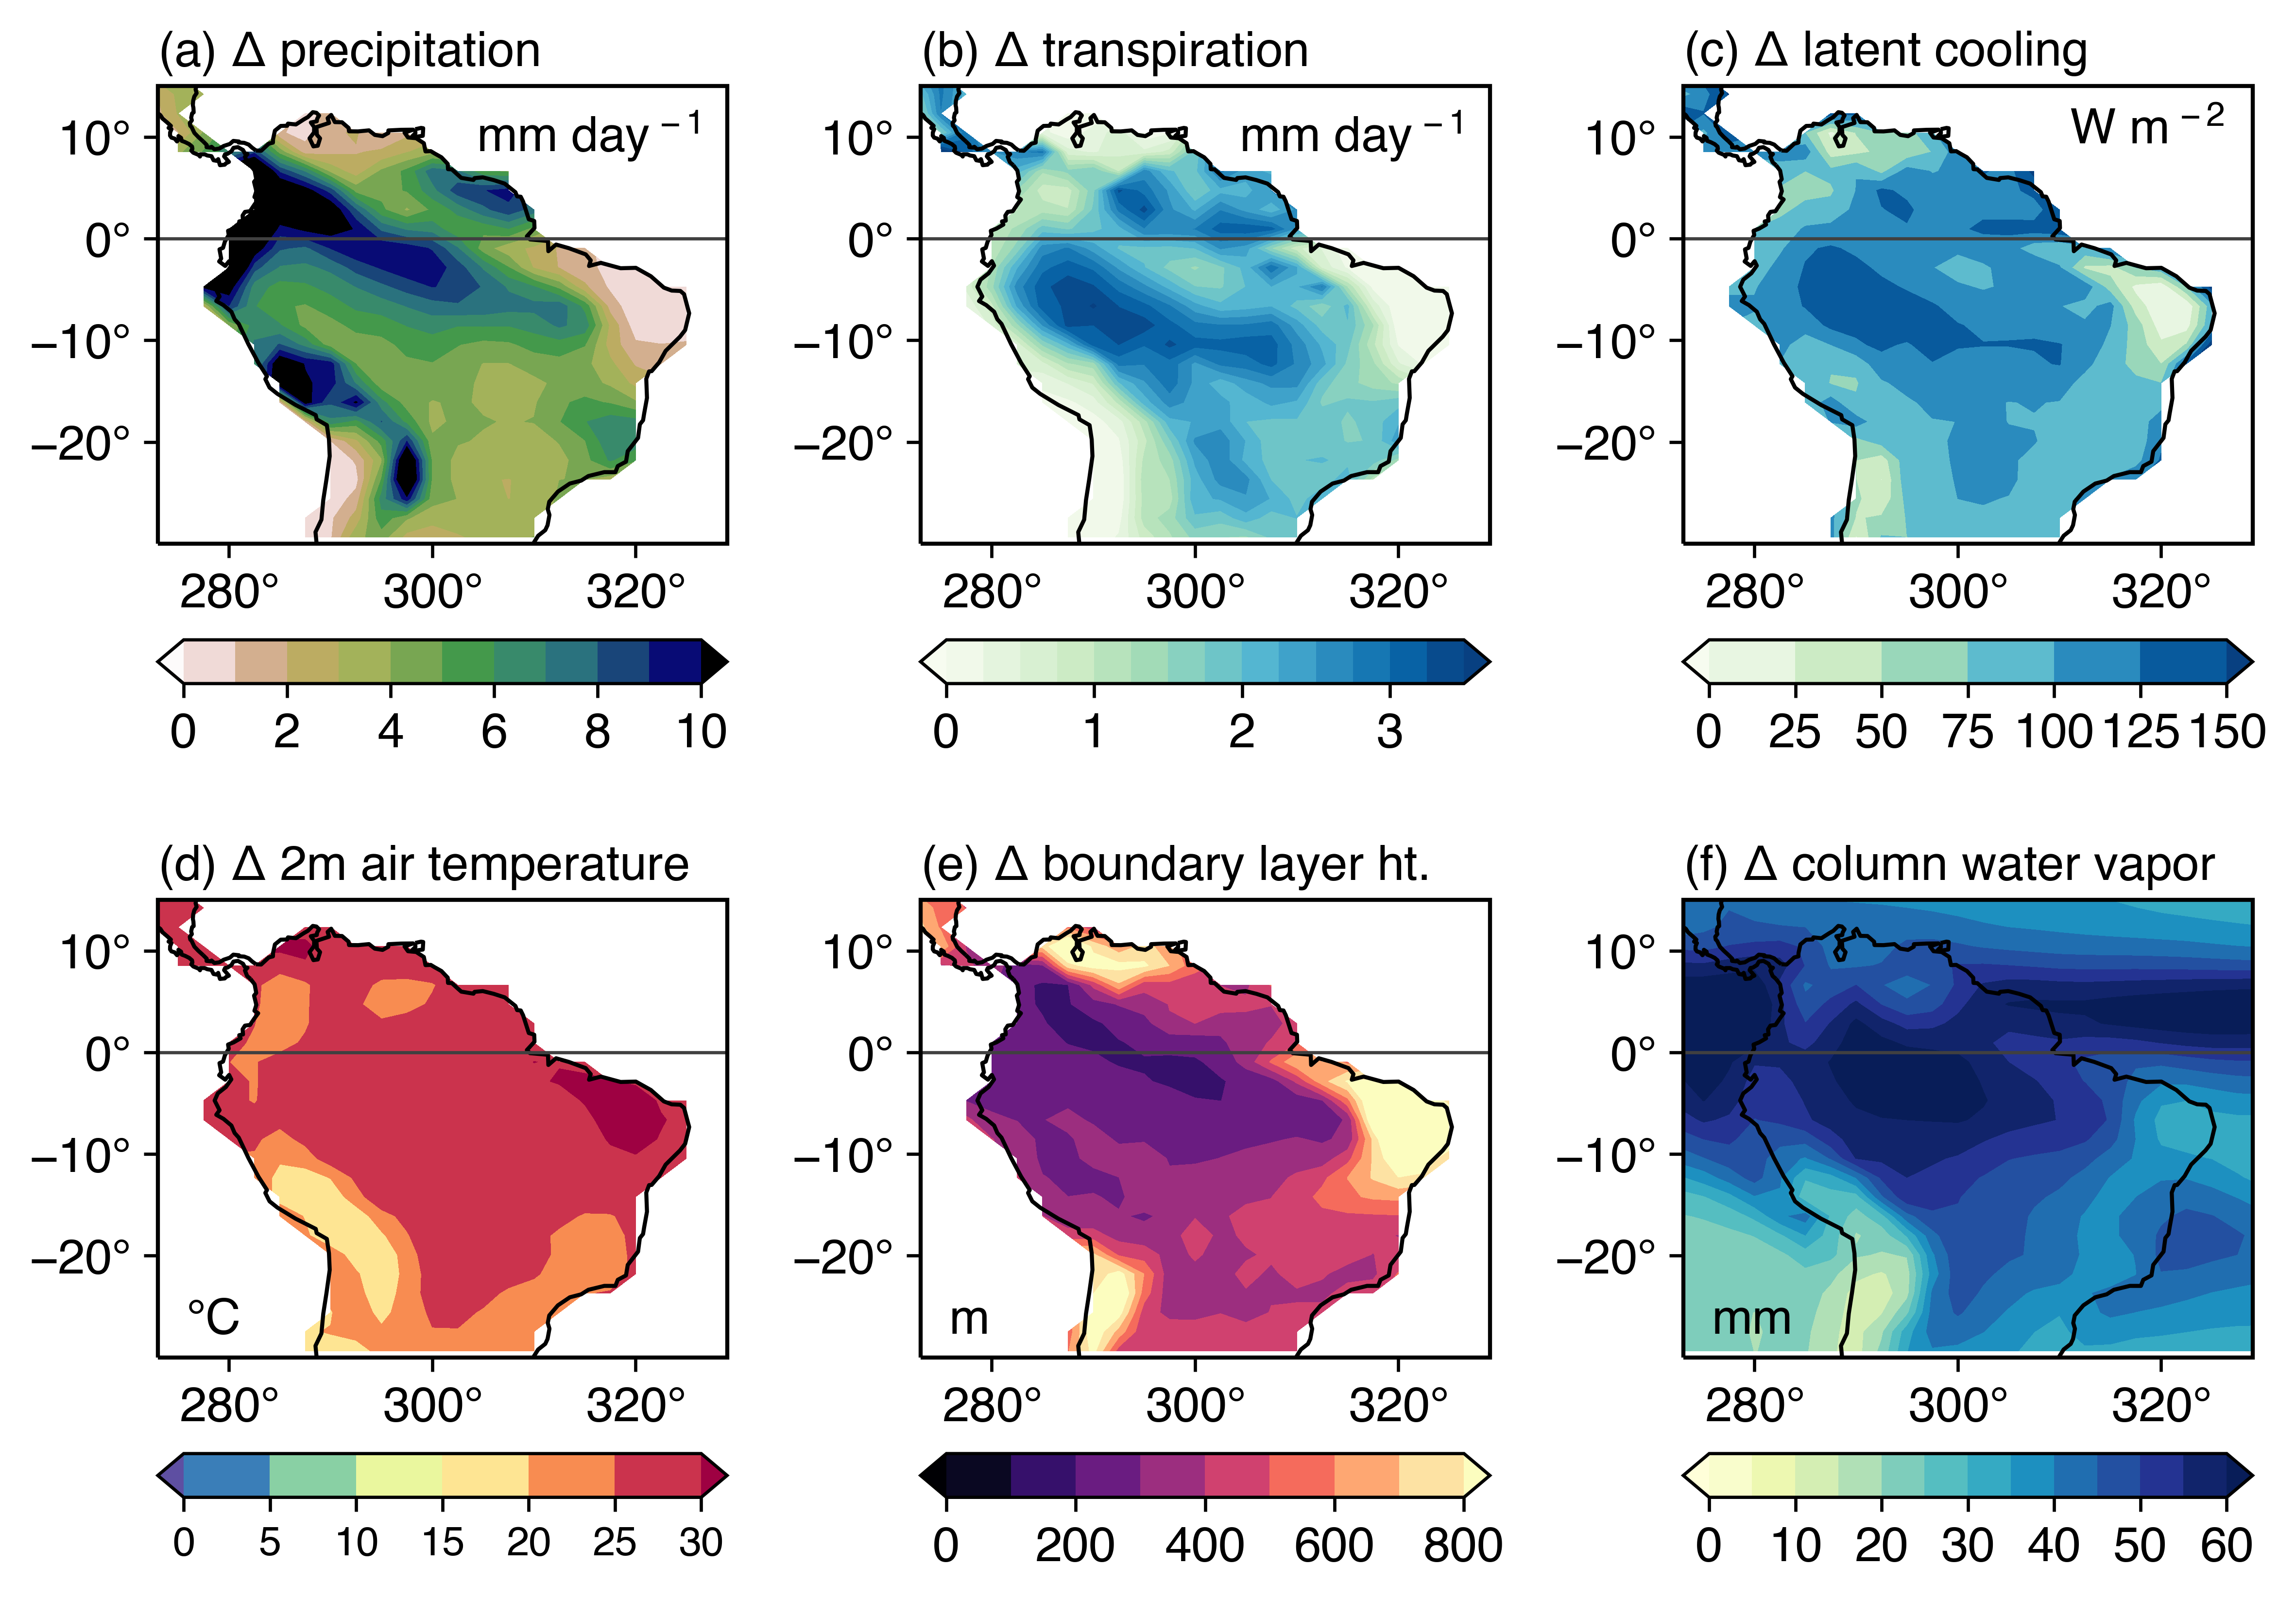 (a) Δ precipitation
(b) Δ transpiration
(c) Δ latent cooling
mm day⁻¹
mm day⁻¹
W m⁻²
10°
0°
−10°
−20°
10°
0°
−10°
−20°
10°
0°
−10°
−20°
280° 300° 320°
280° 300° 320°
280° 300° 320°
0 2 4 6 8 10
0 1 2 3
0 25 50 75 100 125 150
(d) Δ 2m air temperature
(e) Δ boundary layer ht.
(f) Δ column water vapor
10°
0°
−10°
−20°
10°
0°
−10°
−20°
10°
0°
−10°
−20°
°C
m
mm
280° 300° 320°
280° 300° 320°
280° 300° 320°
0 5 10 15 20 25 30
0 200 400 600 800
0 10 20 30 40 50 60